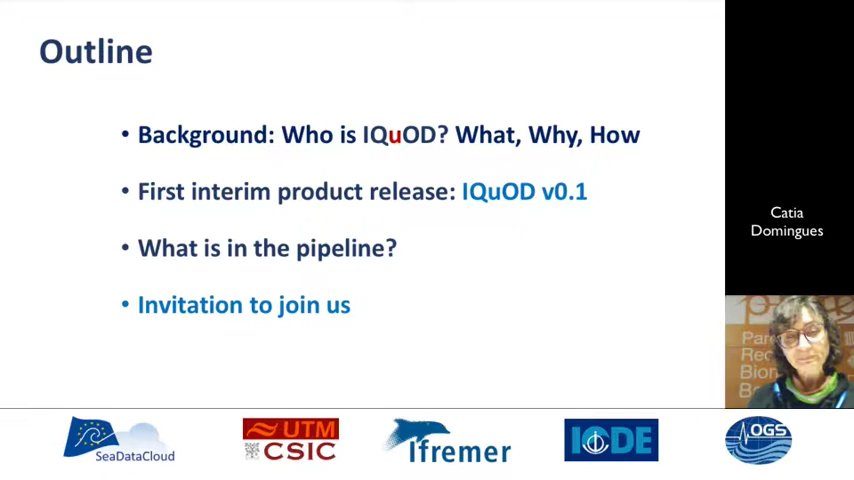 Outline
• Background: Who is IQuOD? What, Why, How
• First interim product release: IQuOD v0.1
• What is in the pipeline?
• Invitation to join us
Catia
Domingues
SeaDataCloud
UTM
CSIC
Ifremer
IODE
OGS